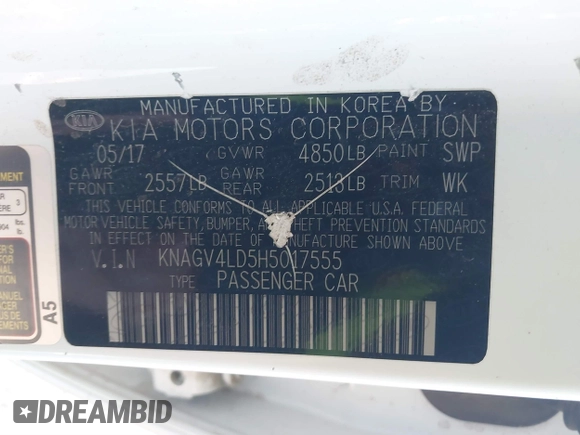 MANUFACTURED IN KOREA BY
KIA KIA MOTORS CORPORATION
05/17 GVWR 4850LB PAINT SWP
GAWR FRONT 2557LB GAWR REAR 2513LB TRIM WK
THIS VEHICLE CONFORMS TO ALL APPLICABLE U.S.A. FEDERAL
MOTOR VEHICLE SAFETY, BUMPER, AND THEFT PREVENTION STANDARDS
IN EFFECT ON THE DATE OF MANUFACTURE SHOWN ABOVE.
V.I.N KNAGV4LD5H5017555
TYPE PASSENGER CAR
A5
DREAMBID